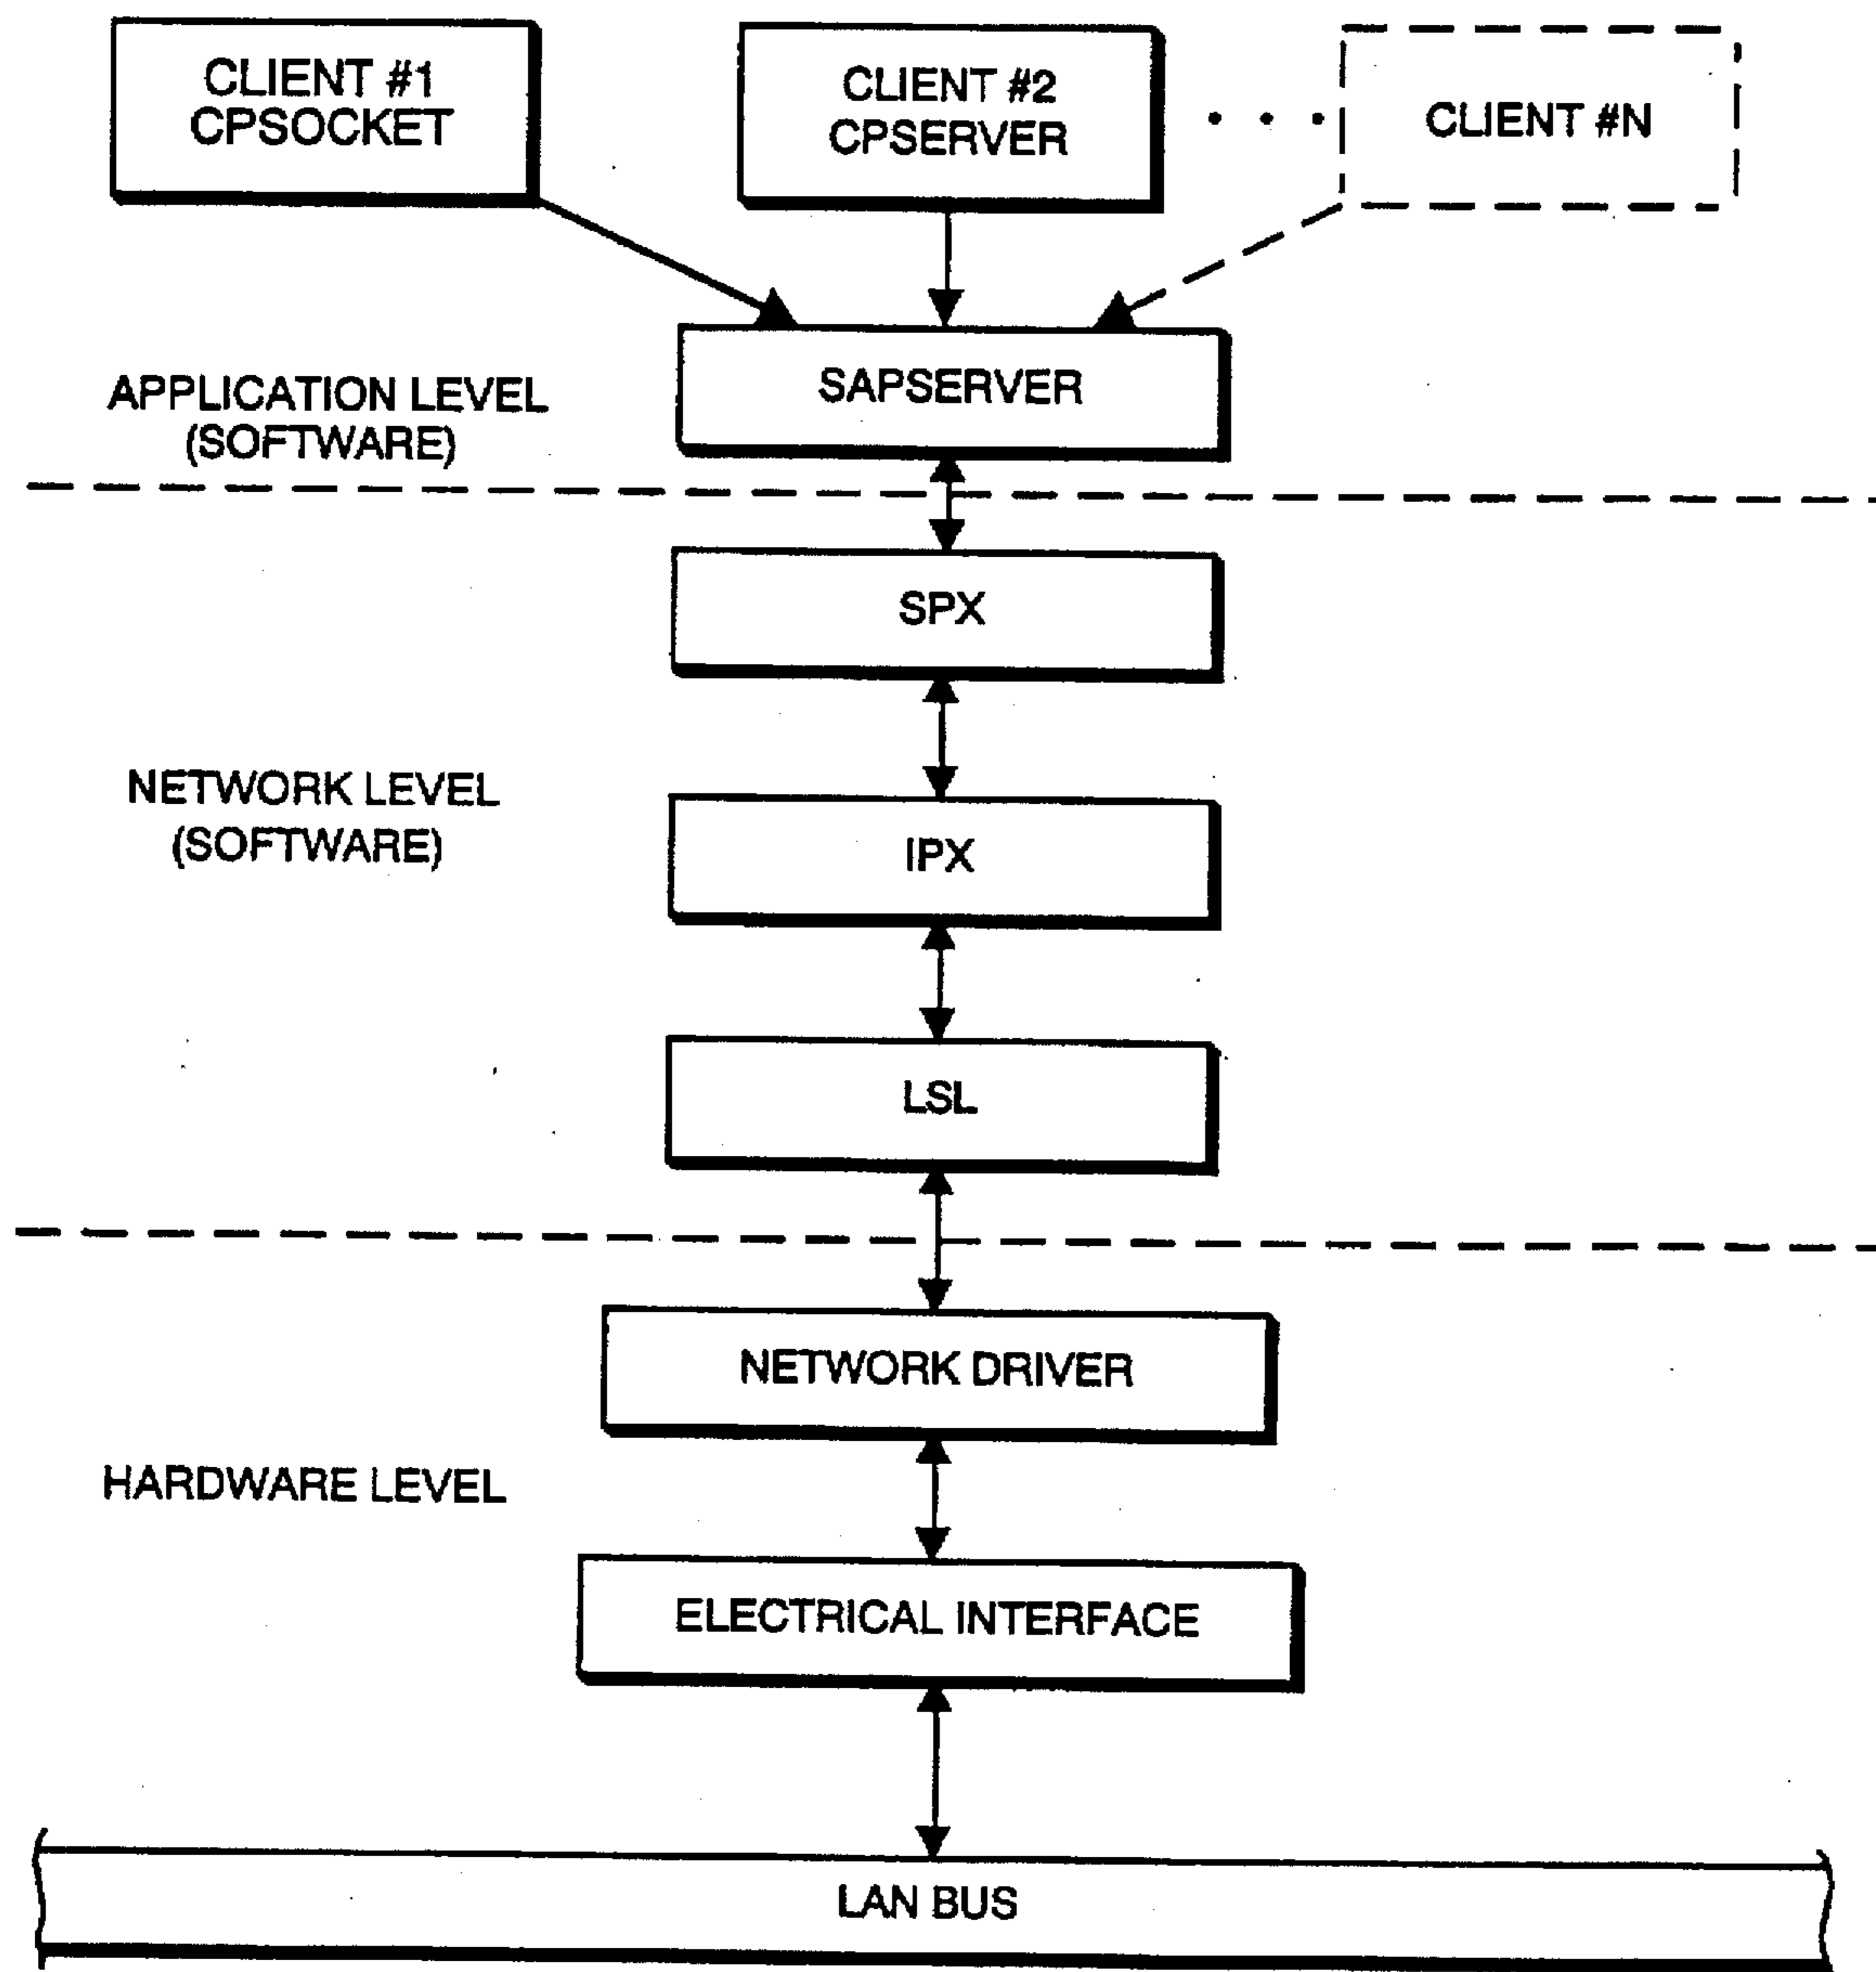 CLIENT #1
CPSOCKET
CLIENT #2
CPSERVER
CLIENT #N
SAPSERVER
APPLICATION LEVEL
(SOFTWARE)
SPX
NETWORK LEVEL
(SOFTWARE)
IPX
LSL
NETWORK DRIVER
HARDWARE LEVEL
ELECTRICAL INTERFACE
LAN BUS